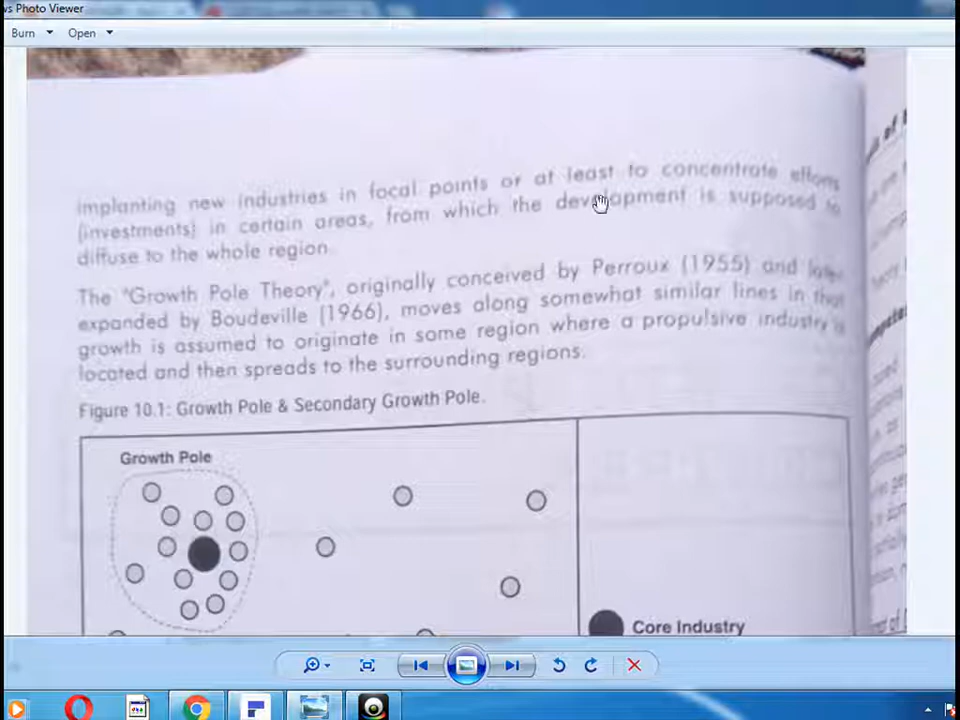 ws Photo Viewer
Burn Open
implanting new industries in focal points or at least to concentrate efforts
(investments) in certain areas, from which the development is supposed to
diffuse to the whole region.
The "Growth Pole Theory", originally conceived by Perroux (1955) and later
expanded by Boudeville (1966), moves along somewhat similar lines in that
growth is assumed to originate in some region where a propulsive industry is
located and then spreads to the surrounding regions.
Figure 10.1: Growth Pole & Secondary Growth Pole.
Growth Pole
Core Industry